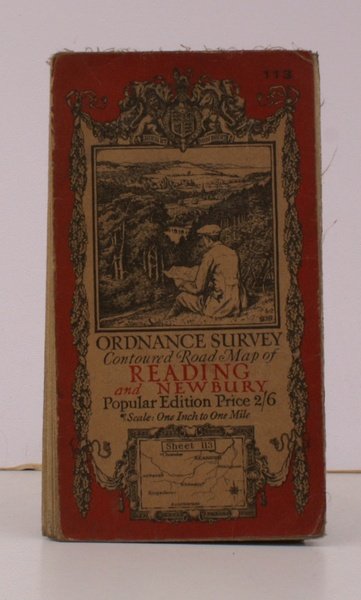 113
ORDNANCE SURVEY
Contoured Road Map of
READING
and NEWBURY
Popular Edition Price 2/6
Scale: One Inch to One Mile
Sheet 113